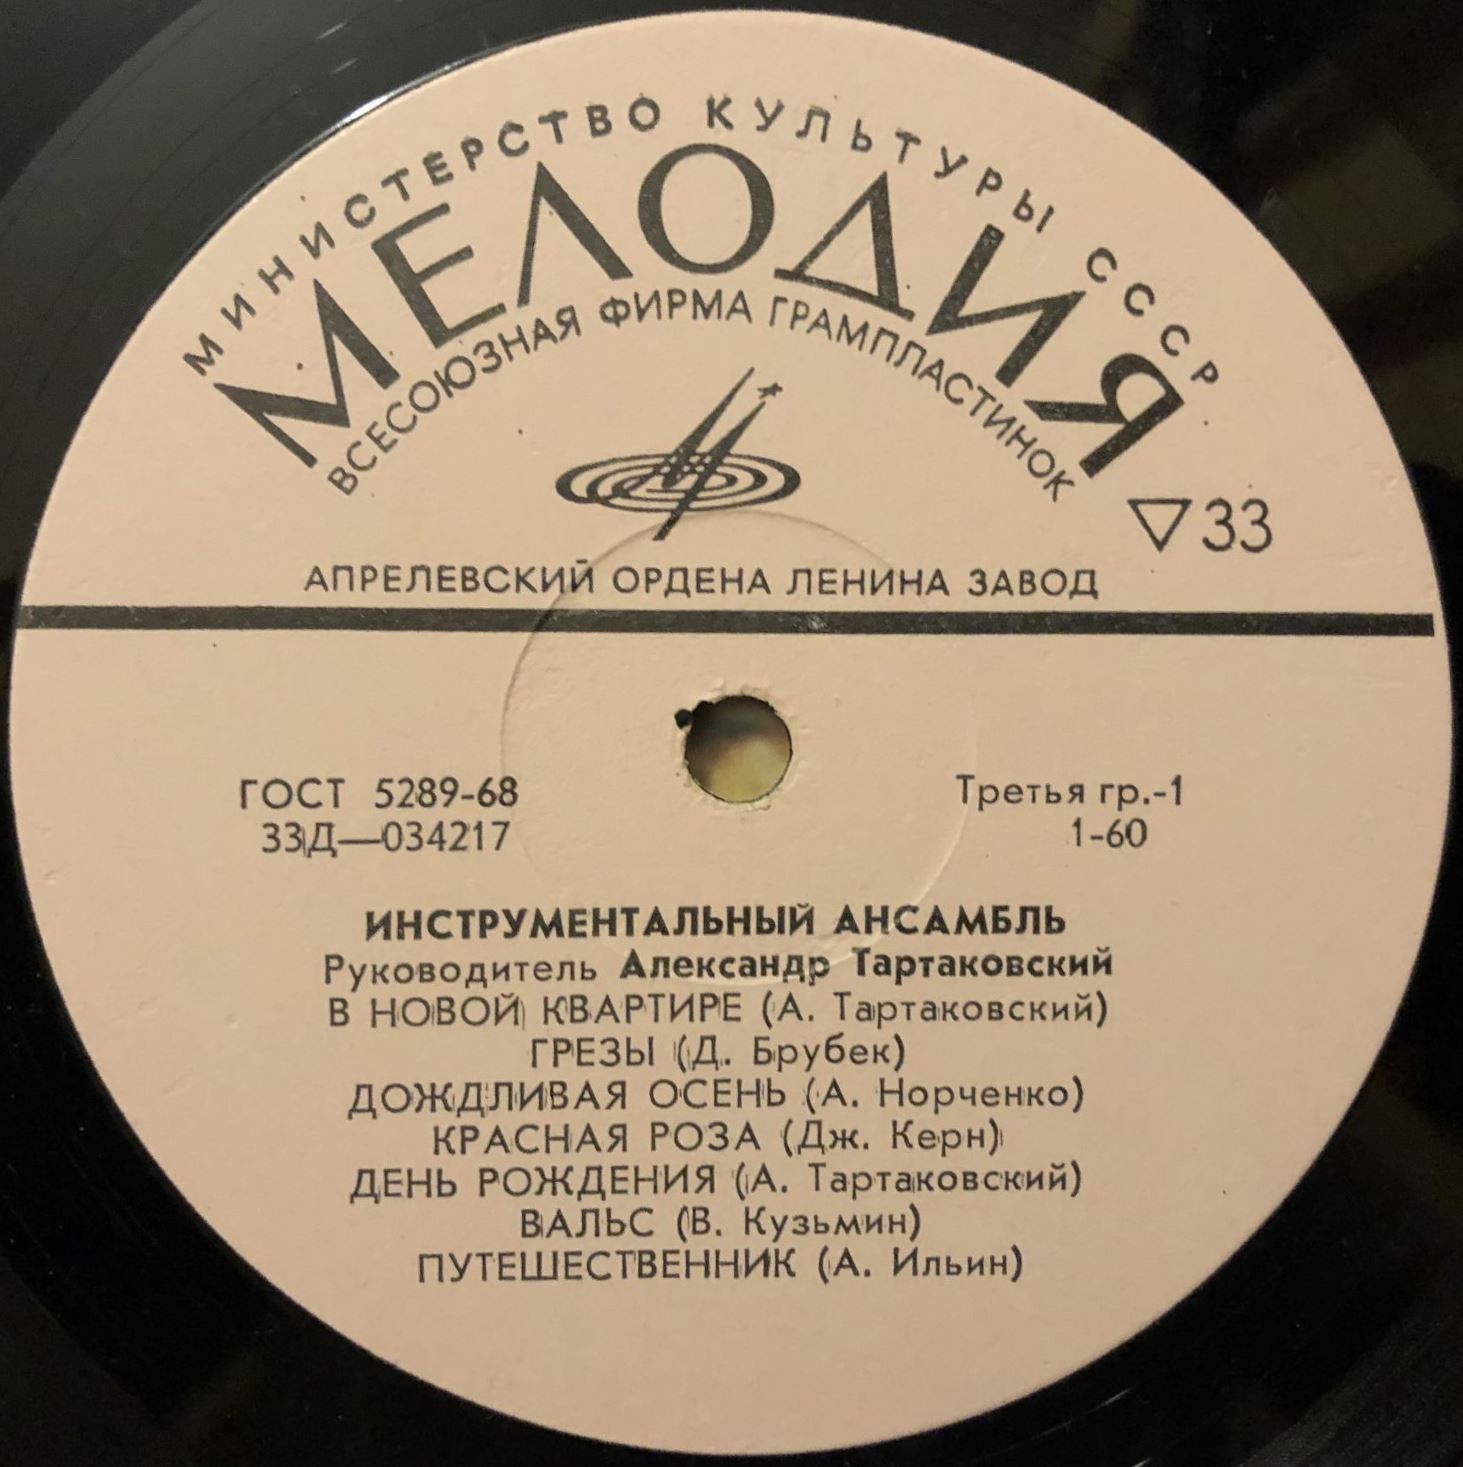 МИНИСТЕРСТВО КУЛЬТУРЫ СССР
МЕЛОДИЯ
ВСЕСОЮЗНАЯ ФИРМА ГРАМПЛАСТИНОК
▽33
АПРЕЛЕВСКИЙ ОРДЕНА ЛЕНИНА ЗАВОД
ГОСТ 5289-68
Третья гр.-1
33Д—034217
1-60
ИНСТРУМЕНТАЛЬНЫЙ АНСАМБЛЬ
Руководитель Александр Тартаковский
В НОВОЙ КВАРТИРЕ (А. Тартаковский)
ГРЕЗЫ (Д. Брубек)
ДОЖДЛИВАЯ ОСЕНЬ (А. Норченко)
КРАСНАЯ РОЗА (Дж. Керн)
ДЕНЬ РОЖДЕНИЯ (А. Тартаковский)
ВАЛЬС (В. Кузьмин)
ПУТЕШЕСТВЕННИК (А. Ильин)